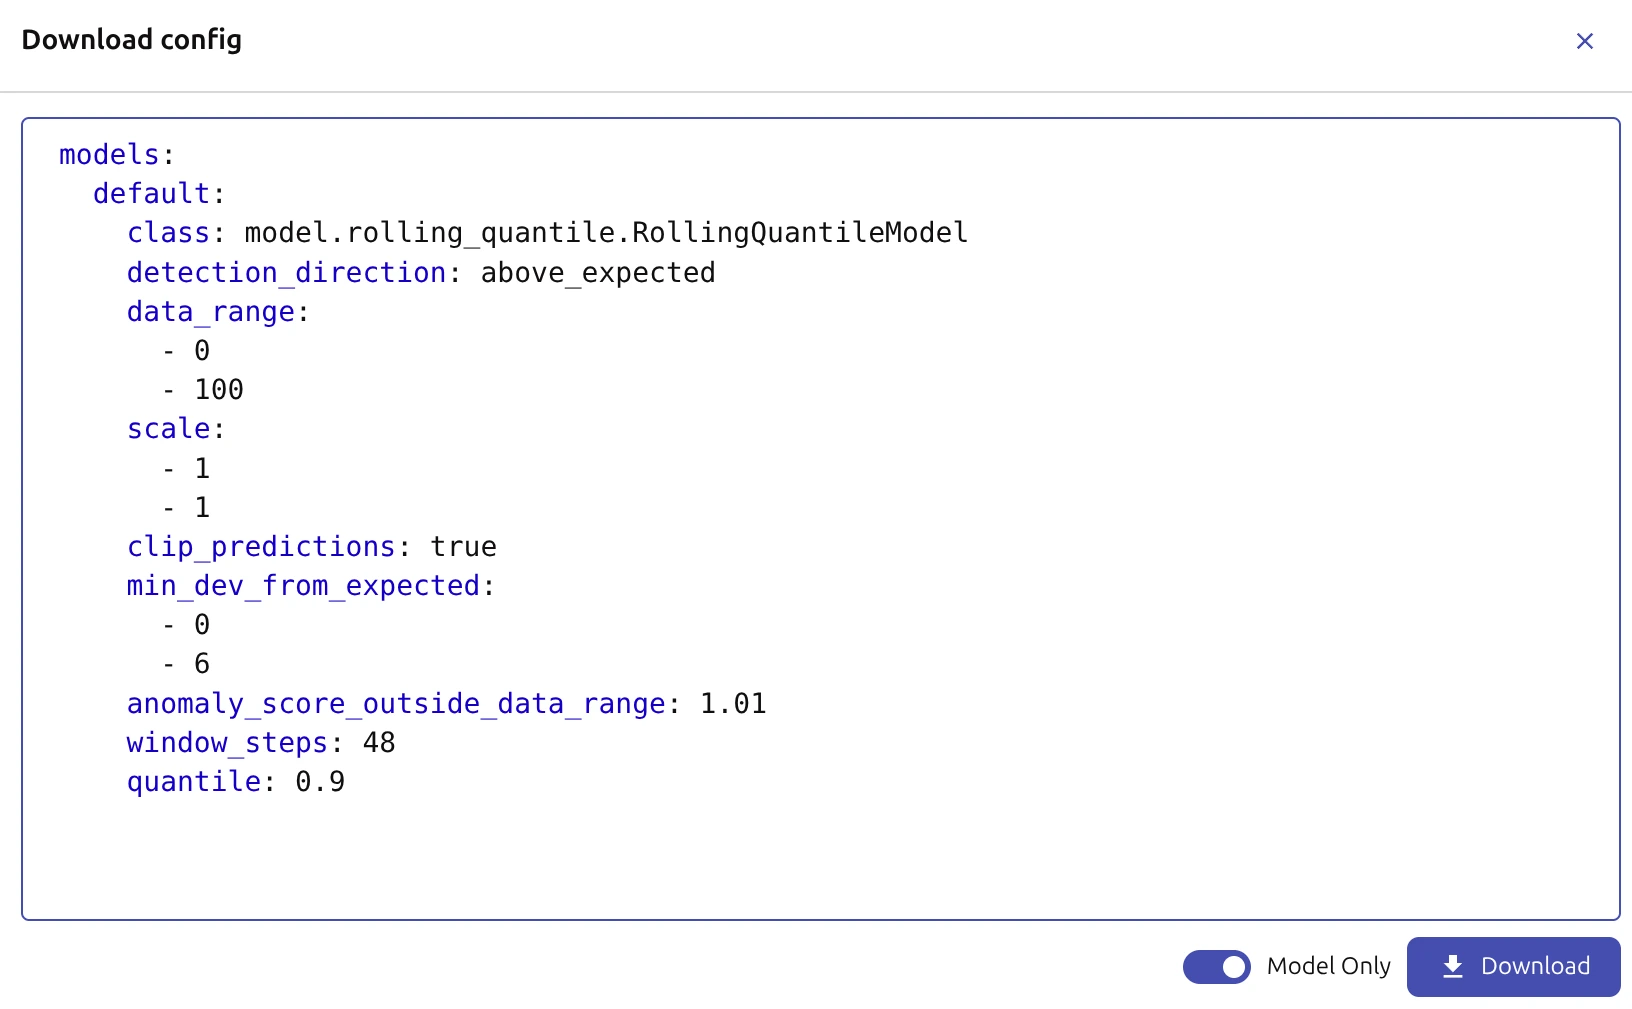 Download config
models:
  default:
    class: model.rolling_quantile.RollingQuantileModel
    detection_direction: above_expected
    data_range:
      - 0
      - 100
    scale:
      - 1
      - 1
    clip_predictions: true
    min_dev_from_expected:
      - 0
      - 6
    anomaly_score_outside_data_range: 1.01
    window_steps: 48
    quantile: 0.9
Model Only
Download